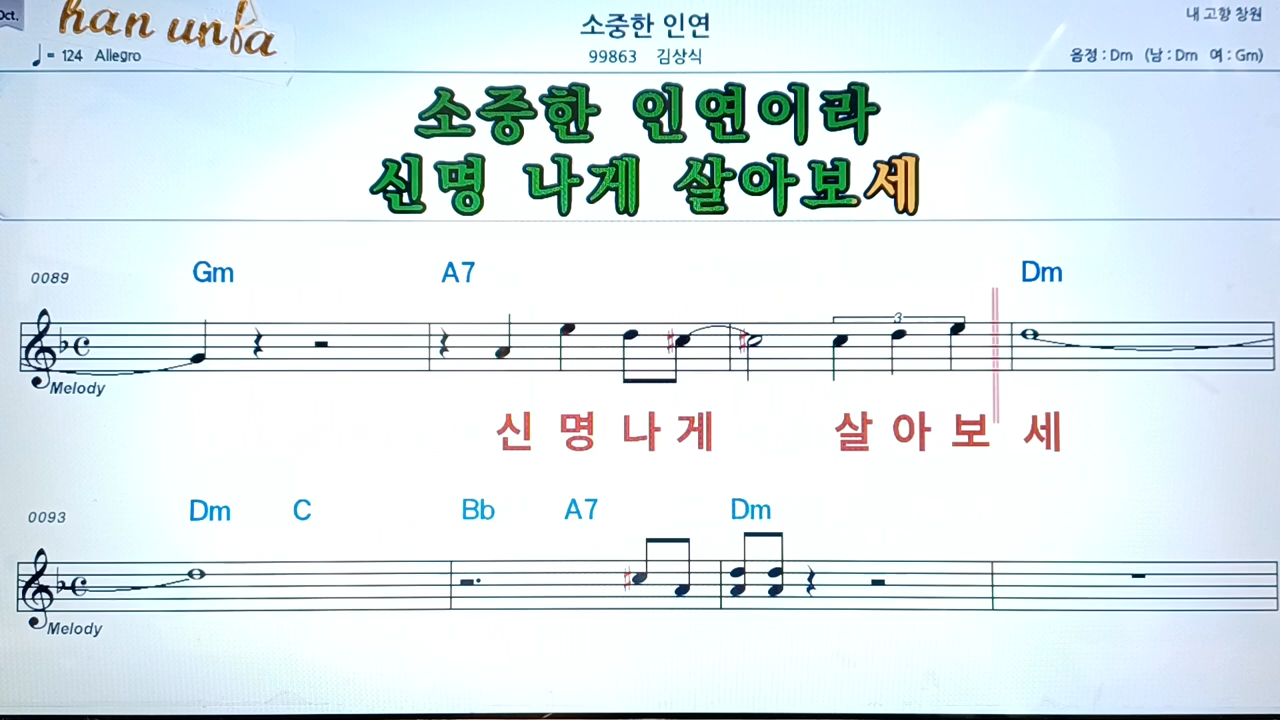 Oct.
han unfa
소중한 인연
내 고향 창원
♩= 124 Allegro
99863 김상식
음정 : Dm (남 : Dm 여 : Gm)
소중한 인연이라
신명 나게 살아보세
0089
Gm A7 Dm
3
Melody
신 명 나 게 살 아 보 세
0093
Dm C Bb A7 Dm
Melody